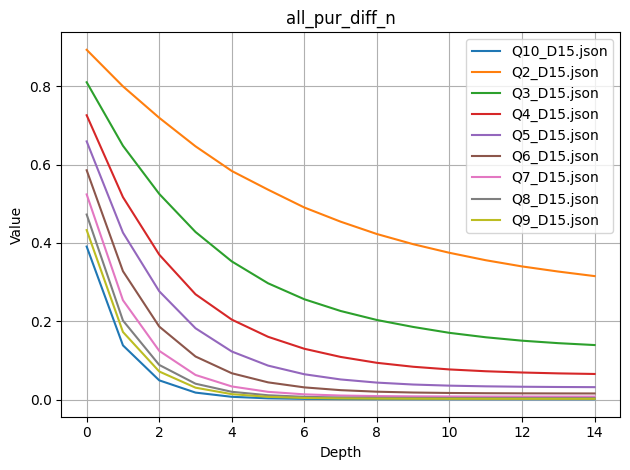 all_pur_diff_n
Value
0.8
0.6
0.4
0.2
0.0
Q10_D15.json
Q2_D15.json
Q3_D15.json
Q4_D15.json
Q5_D15.json
Q6_D15.json
Q7_D15.json
Q8_D15.json
Q9_D15.json
0 2 4 6 8 10 12 14
Depth